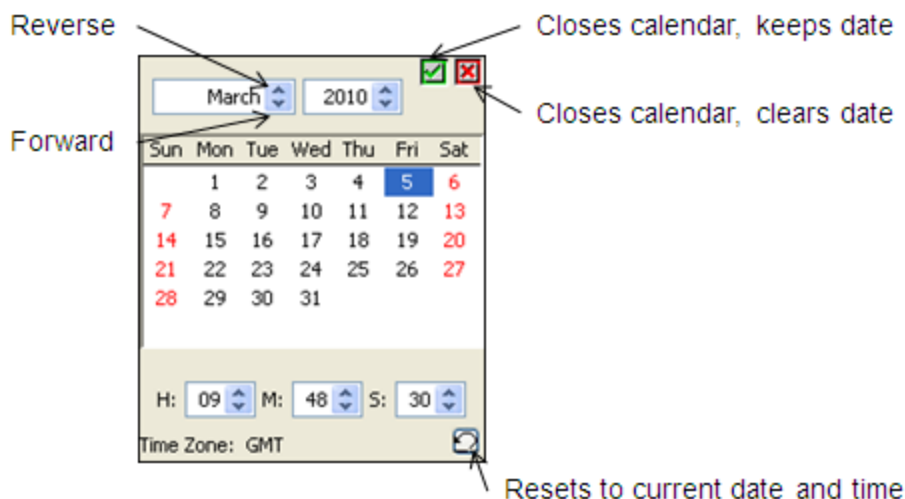 Reverse
Closes calendar, keeps date
March 2010
Closes calendar, clears date
Forward
Sun Mon Tue Wed Thu Fri Sat
1 2 3 4 5 6
7 8 9 10 11 12 13
14 15 16 17 18 19 20
21 22 23 24 25 26 27
28 29 30 31
H: 09 M: 48 S: 30
Time Zone: GMT
Resets to current date and time